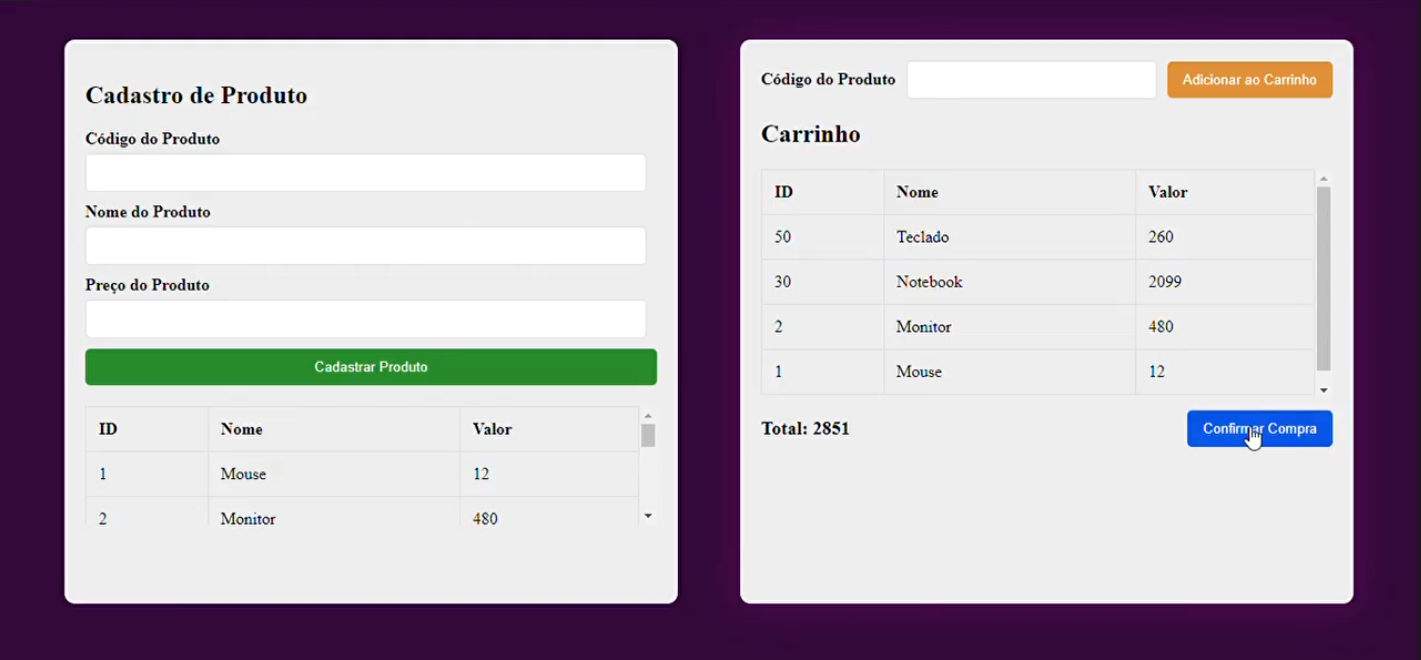 Cadastro de Produto
Código do Produto
Nome do Produto
Preço do Produto
Cadastrar Produto
ID Nome Valor
1 Mouse 12
2 Monitor 480
Código do Produto Adicionar ao Carrinho
Carrinho
ID Nome Valor
50 Teclado 260
30 Notebook 2099
2 Monitor 480
1 Mouse 12
Total: 2851 Confirmar Compra